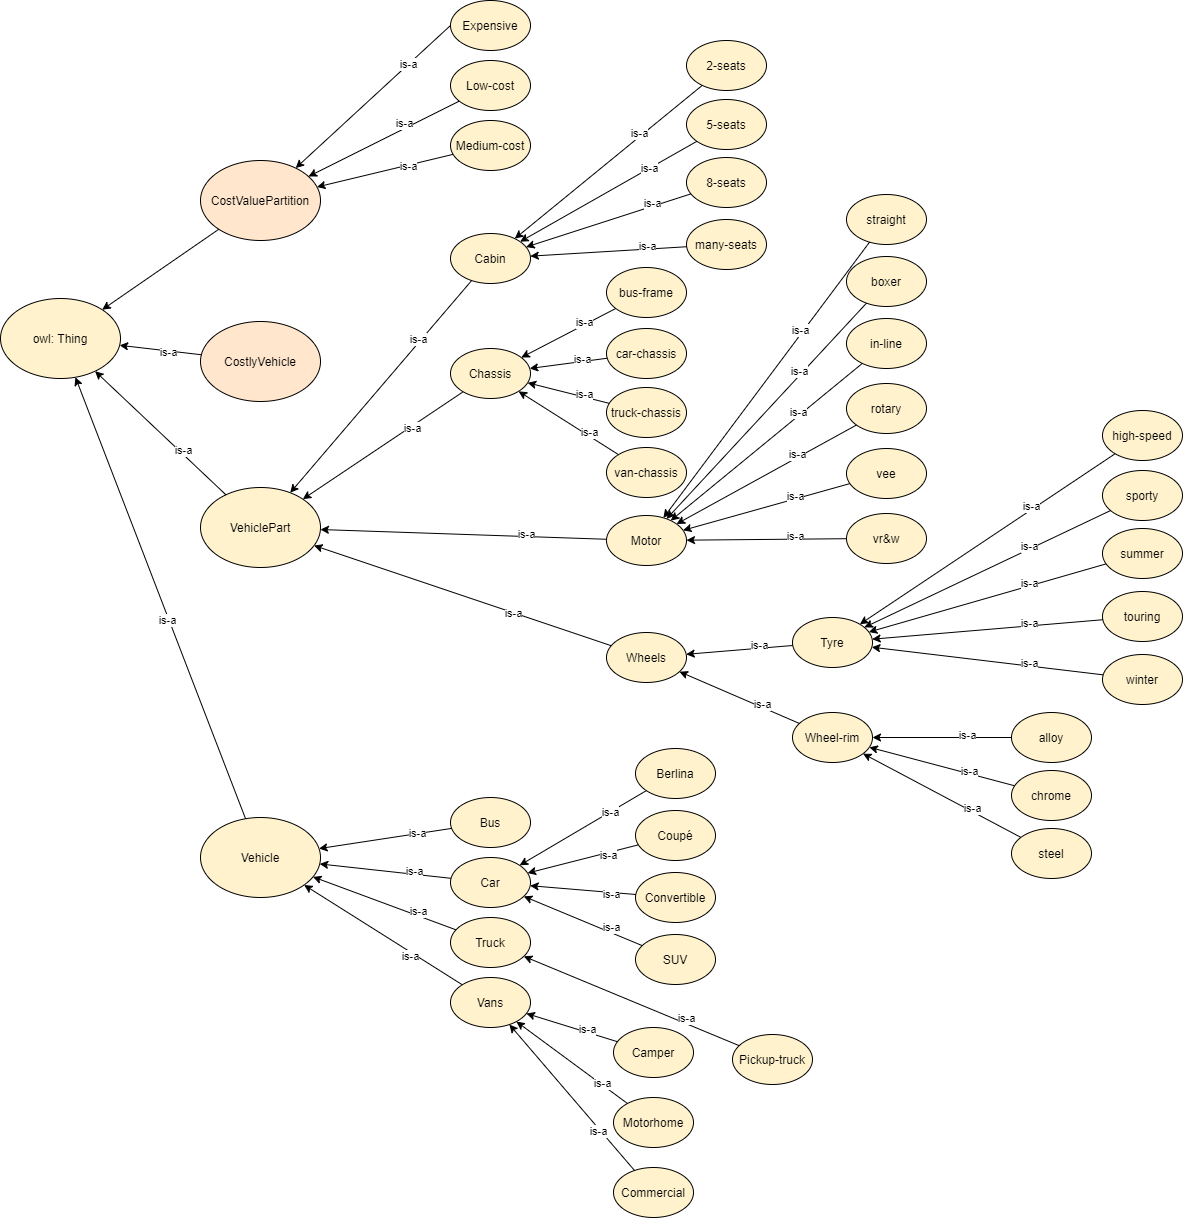 Expensive
is-a
Low-cost
is-a
Medium-cost
is-a
CostValuePartition
owl: Thing
is-a
CostlyVehicle
2-seats
is-a
5-seats
is-a
8-seats
is-a
many-seats
is-a
Cabin
is-a
bus-frame
is-a
car-chassis
is-a
truck-chassis
is-a
van-chassis
is-a
Chassis
is-a
straight
is-a
boxer
is-a
in-line
is-a
rotary
is-a
vee
is-a
vr&w
is-a
Motor
is-a
VehiclePart
is-a
high-speed
is-a
sporty
is-a
summer
is-a
touring
is-a
winter
is-a
Tyre
is-a
Wheels
is-a
Wheel-rim
is-a
alloy
is-a
chrome
is-a
steel
is-a
is-a
Vehicle
Bus
is-a
Car
is-a
Truck
is-a
Vans
is-a
Berlina
is-a
Coupé
is-a
Convertible
is-a
SUV
is-a
Pickup-truck
is-a
Camper
is-a
Motorhome
is-a
Commercial
is-a